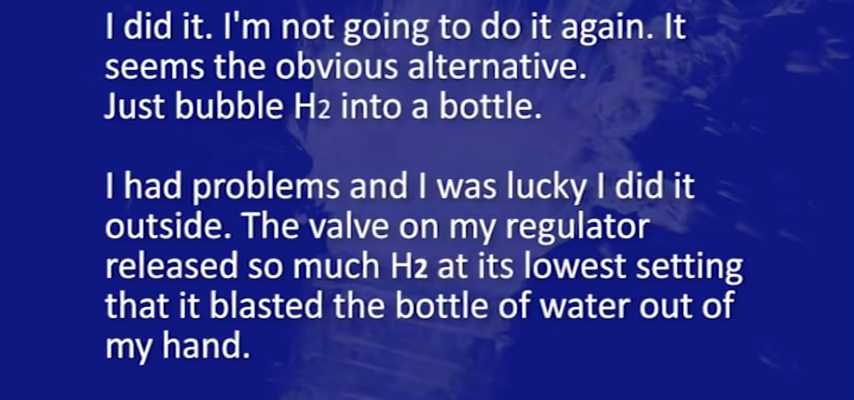 I did it. I'm not going to do it again. It
seems the obvious alternative.
Just bubble H2 into a bottle.
I had problems and I was lucky I did it
outside. The valve on my regulator
released so much H2 at its lowest setting
that it blasted the bottle of water out of
my hand.